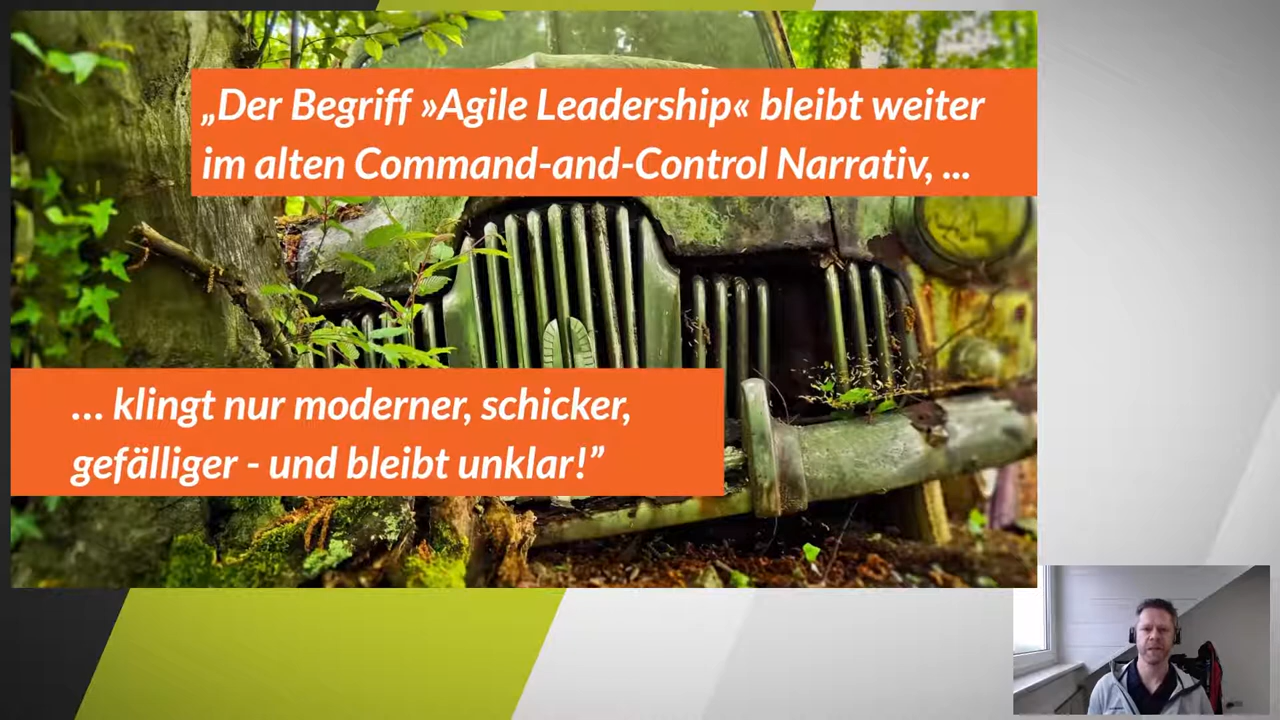 „Der Begriff »Agile Leadership« bleibt weiter
im alten Command-and-Control Narrativ, ...
... klingt nur moderner, schicker,
gefälliger - und bleibt unklar!”